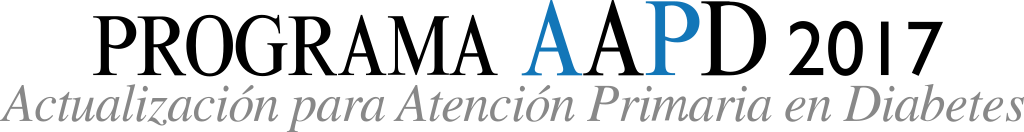 PROGRAMA AAPD 2017
Actualización para Atención Primaria en Diabetes